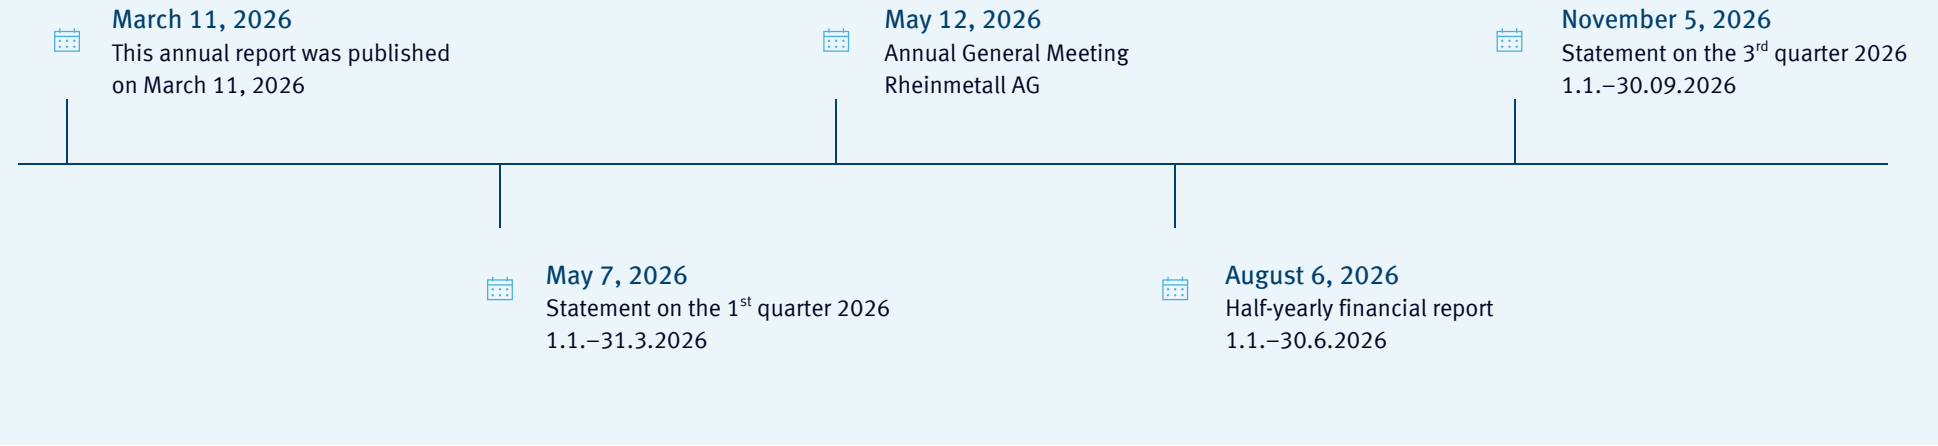 March 11, 2026
This annual report was published
on March 11, 2026
May 7, 2026
Statement on the 1st quarter 2026
1.1.–31.3.2026
May 12, 2026
Annual General Meeting
Rheinmetall AG
August 6, 2026
Half-yearly financial report
1.1.–30.6.2026
November 5, 2026
Statement on the 3rd quarter 2026
1.1.–30.09.2026